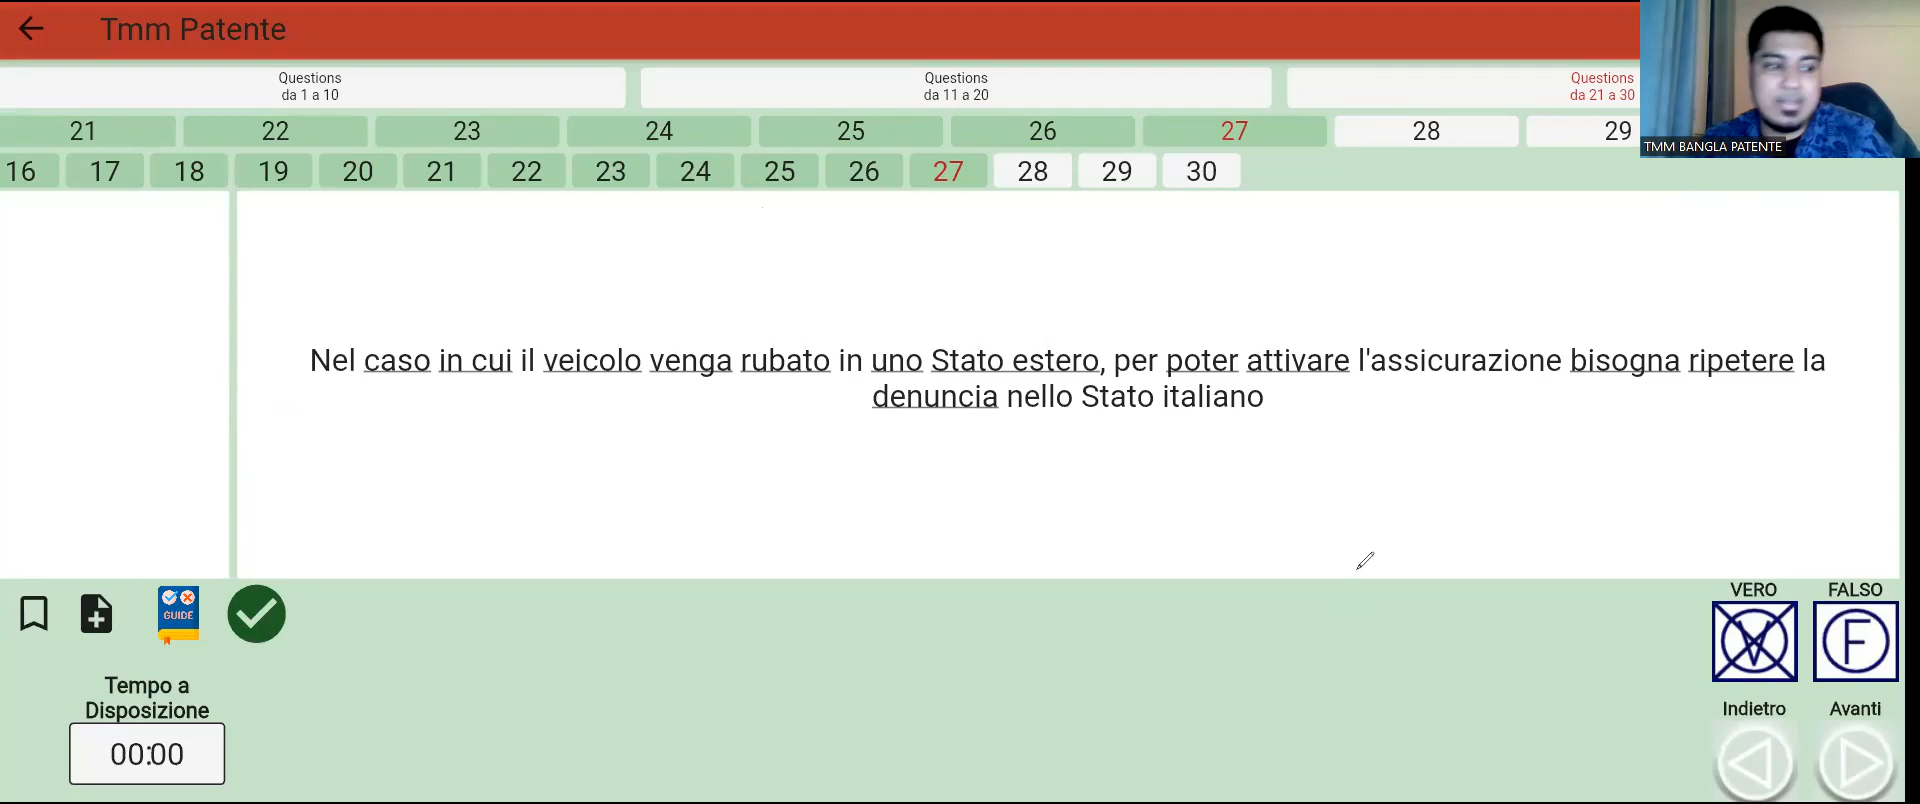 Tmm Patente
Questions
da 1 a 10
Questions
da 11 a 20
Questions
da 21 a 30
21 22 23 24 25 26 27 28 29
16 17 18 19 20 21 22 23 24 25 26 27 28 29 30
TMM BANGLA PATENTE
Nel caso in cui il veicolo venga rubato in uno Stato estero, per poter attivare l'assicurazione bisogna ripetere la
denuncia nello Stato italiano
GUIDE
VERO FALSO
V F
Tempo a
Disposizione
00:00
Indietro Avanti